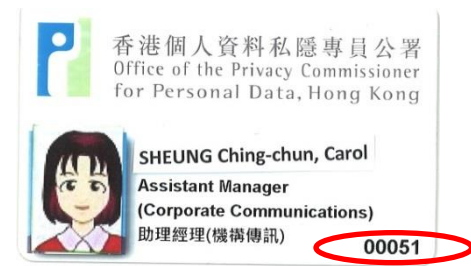 香港個人資料私隱專員公署
Office of the Privacy Commissioner
for Personal Data, Hong Kong
SHEUNG Ching-chun, Carol
Assistant Manager
(Corporate Communications)
助理經理(機構傳訊)
00051